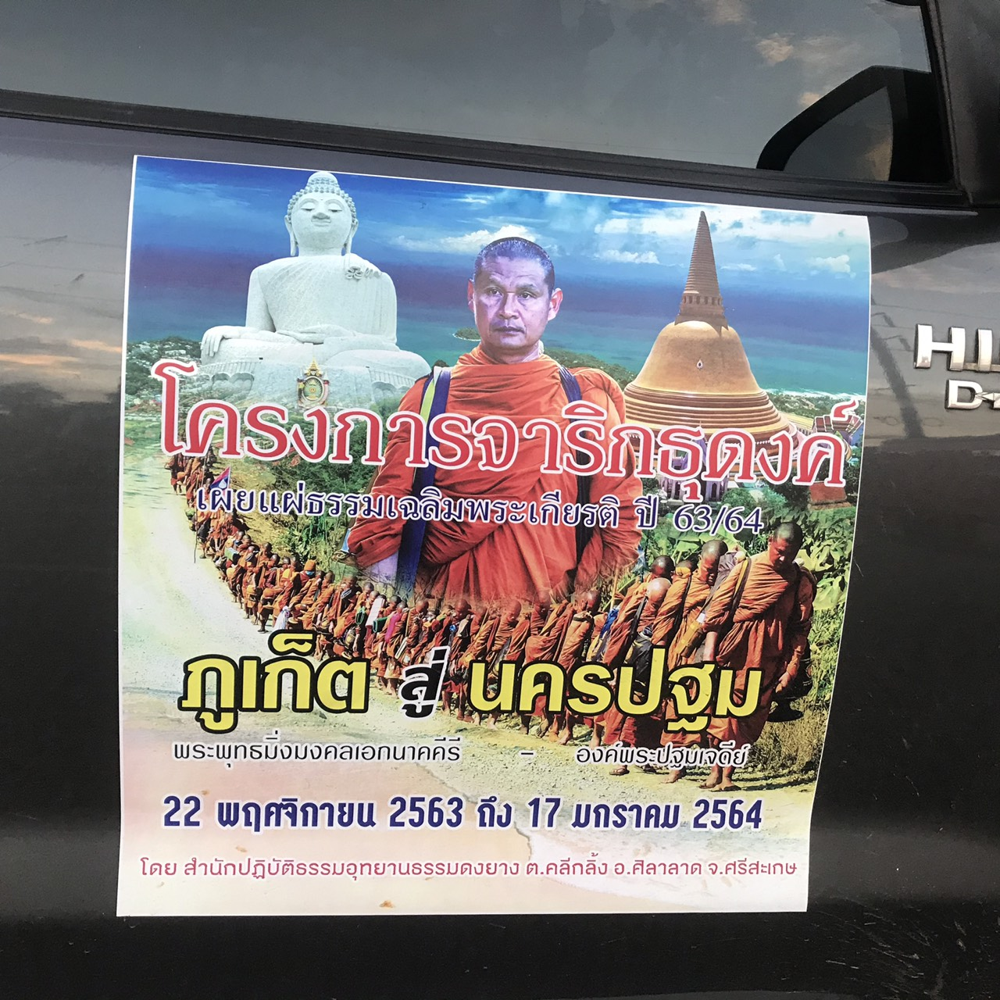 โครงการจาริกธุดงค์
เผยแผ่ธรรมเฉลิมพระเกียรติ ปี 63/64
ภูเก็ต สู่ นครปฐม
พระพุทธมิ่งมงคลเอกนาคคีรี - องค์พระปฐมเจดีย์
22 พฤศจิกายน 2563 ถึง 17 มกราคม 2564
โดย สำนักปฏิบัติธรรมอุทยานธรรมดงยาง ต.คลีกลิ้ง อ.ศิลาลาด จ.ศรีสะเกษ